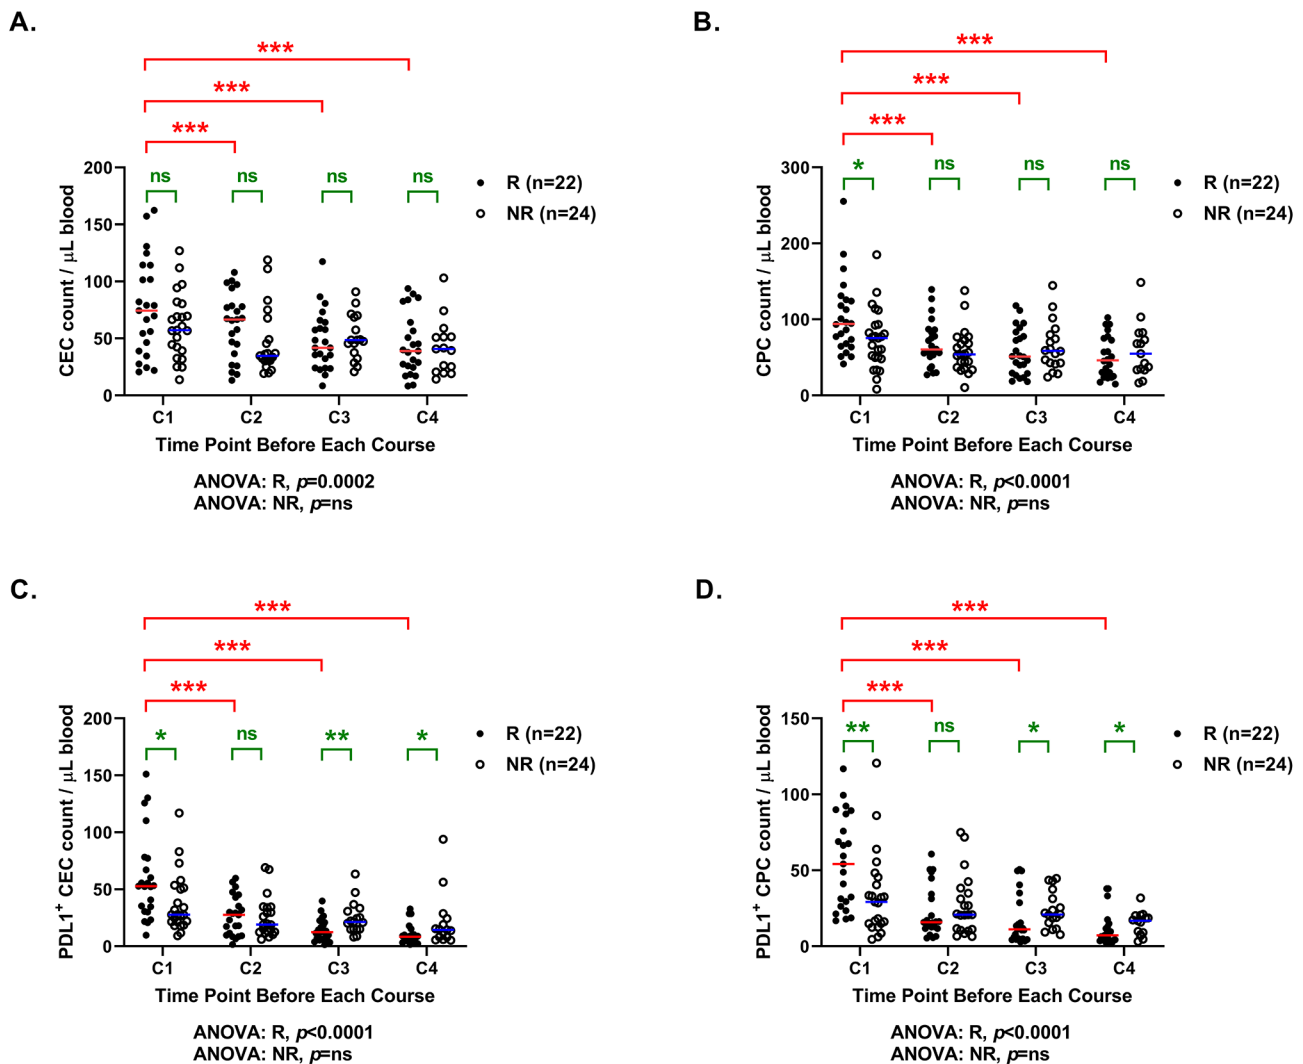 A.
***
***
***
200
150
100
50
0
ns
ns
ns
ns
R (n=22)
NR (n=24)
CEC count / μL blood
C1 C2 C3 C4
Time Point Before Each Course
ANOVA: R, p=0.0002
ANOVA: NR, p=ns
B.
***
***
***
300
200
100
0
*
ns
ns
ns
R (n=22)
NR (n=24)
CPC count / μL blood
C1 C2 C3 C4
Time Point Before Each Course
ANOVA: R, p<0.0001
ANOVA: NR, p=ns
C.
***
***
***
200
150
100
50
0
*
ns
**
*
R (n=22)
NR (n=24)
PDL1+ CEC count / μL blood
C1 C2 C3 C4
Time Point Before Each Course
ANOVA: R, p<0.0001
ANOVA: NR, p=ns
D.
***
***
***
150
100
50
0
**
ns
*
*
R (n=22)
NR (n=24)
PDL1+ CPC count / μL blood
C1 C2 C3 C4
Time Point Before Each Course
ANOVA: R, p<0.0001
ANOVA: NR, p=ns